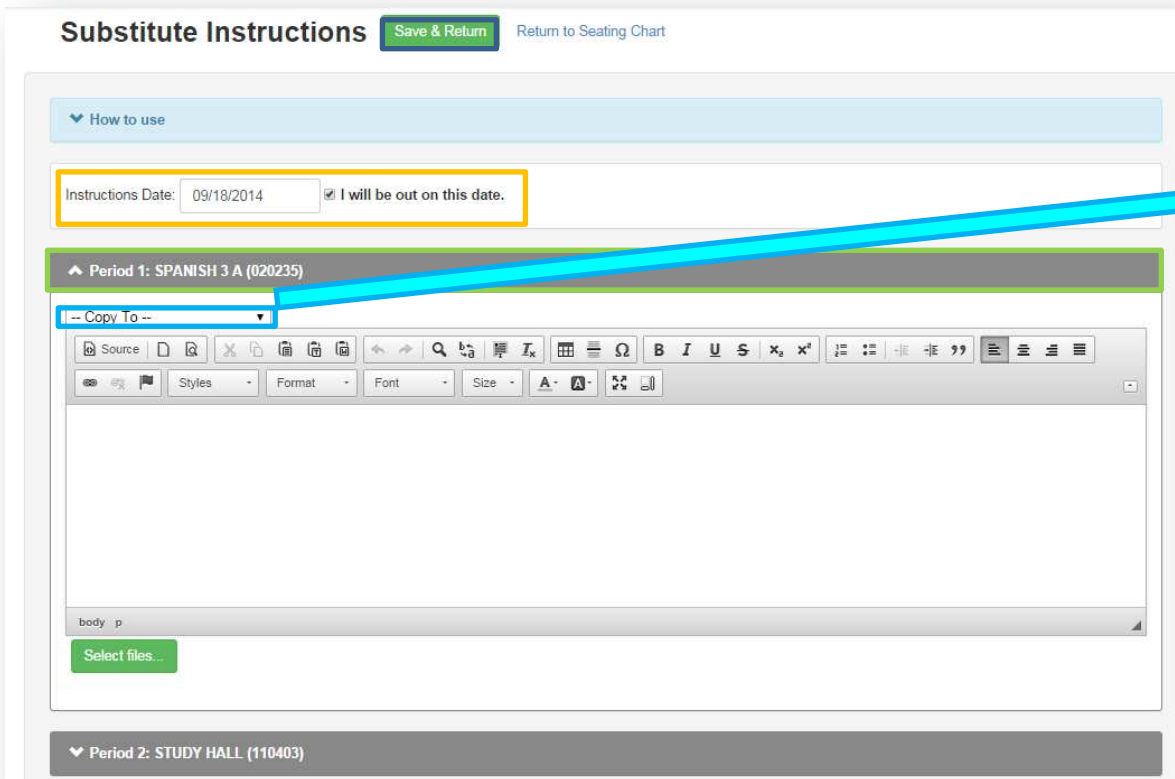 Substitute Instructions Save & Return Return to Seating Chart
How to use
Instructions Date: 09/18/2014 I will be out on this date.
Period 1: SPANISH 3 A (020235)
-- Copy To --
Source B I U S x₂ x²
Styles Format Font Size A A
body p
Select files...
Period 2: STUDY HALL (110403)